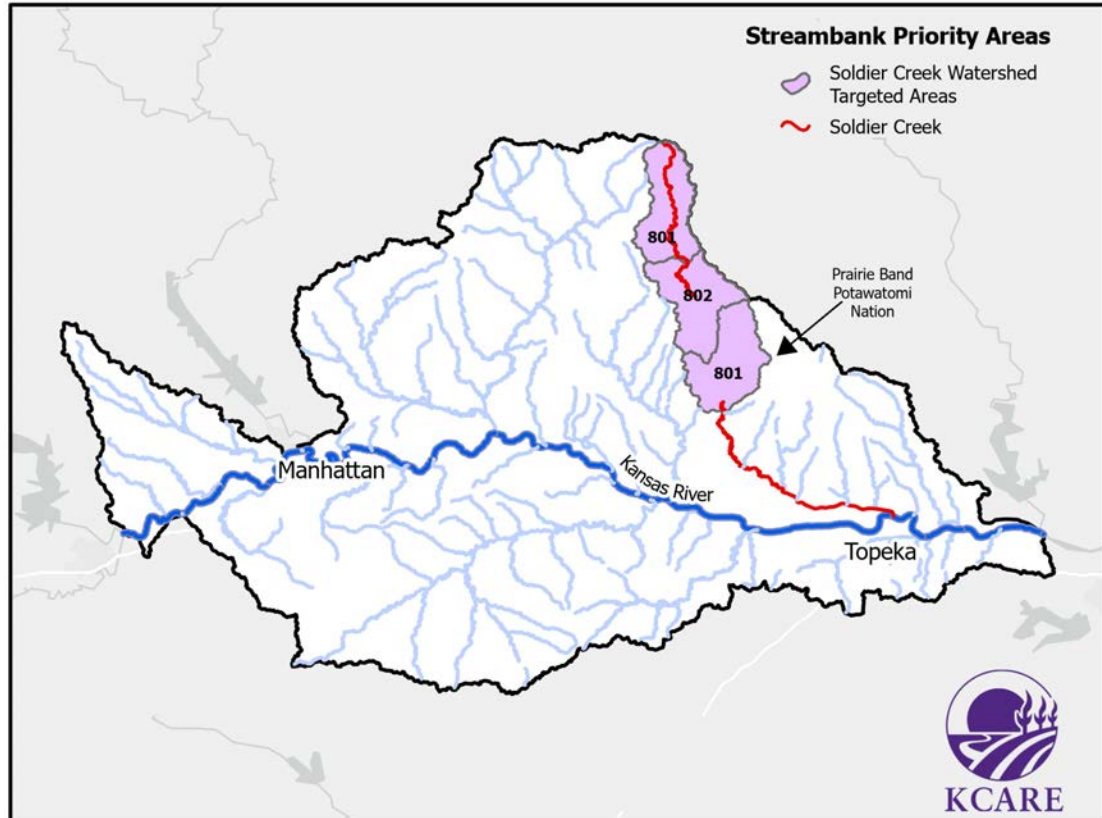 Streambank Priority Areas
Soldier Creek Watershed
Targeted Areas
Soldier Creek
801
802
Prairie Band
Potawatomi
Nation
801
Manhattan
Kansas River
Topeka
KCARE